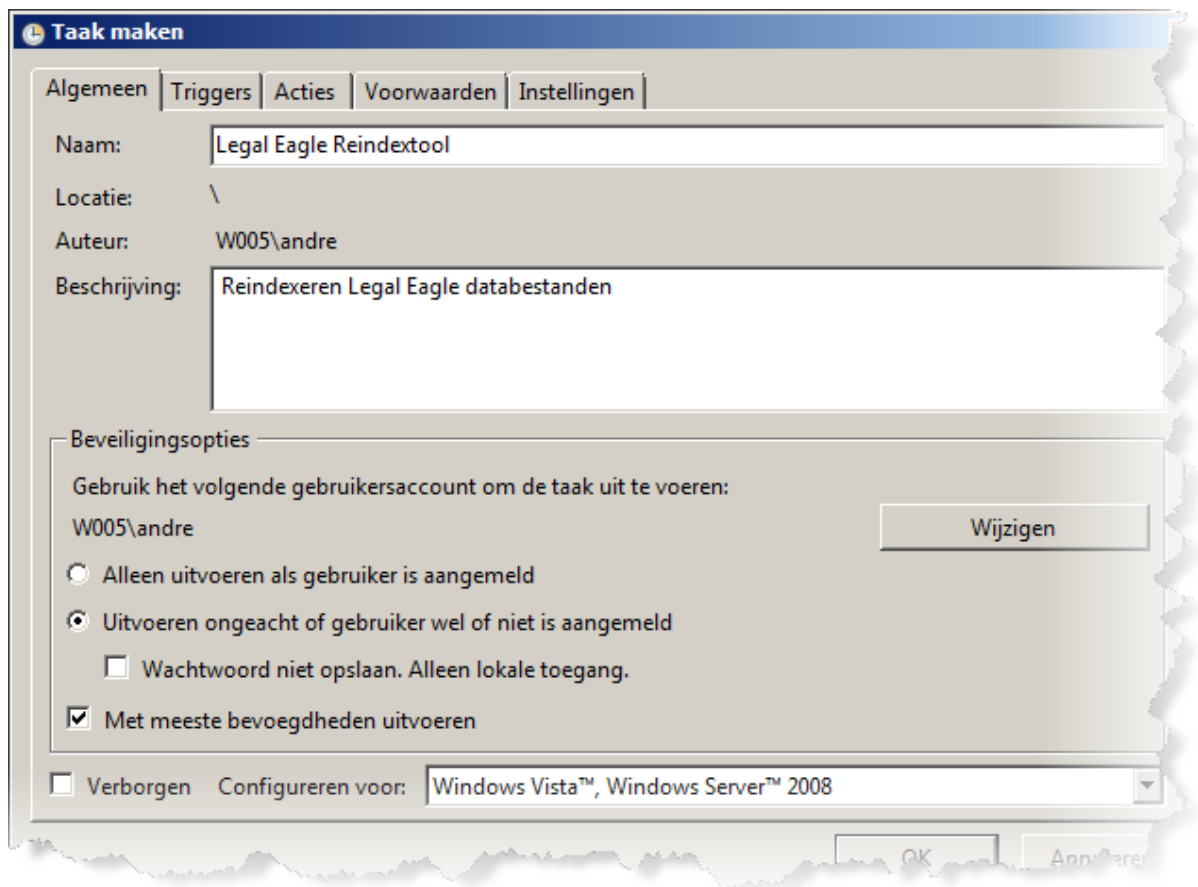 Taak maken
Algemeen Triggers Acties Voorwaarden Instellingen
Naam: Legal Eagle Reindextool
Locatie: \
Auteur: W005\andre
Beschrijving: Reindexeren Legal Eagle databestanden
Beveiligingsopties
Gebruik het volgende gebruikersaccount om de taak uit te voeren:
W005\andre Wijzigen
Alleen uitvoeren als gebruiker is aangemeld
Uitvoeren ongeacht of gebruiker wel of niet is aangemeld
Wachtwoord niet opslaan. Alleen lokale toegang.
Met meeste bevoegdheden uitvoeren
Verborgen Configureren voor: Windows Vista™, Windows Server™ 2008
OK